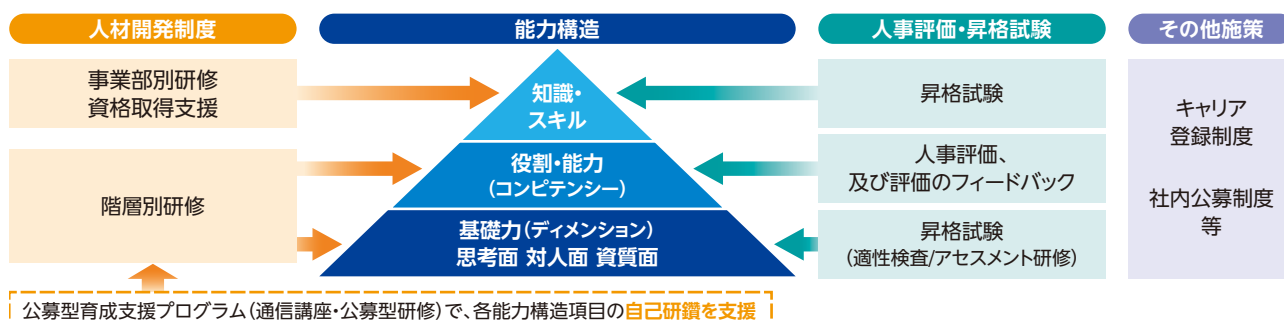 人材開発制度
事業部別研修
資格取得支援
階層別研修
能力構造
知識・
スキル
役割・能力
(コンピテンシー)
基礎力(ディメンション)
思考面 対人面 資質面
人事評価・昇格試験
昇格試験
人事評価、
及び評価のフィードバック
昇格試験
(適性検査/アセスメント研修)
その他施策
キャリア
登録制度
社内公募制度
等
公募型育成支援プログラム(通信講座・公募型研修)で、各能力構造項目の自己研鑽を支援